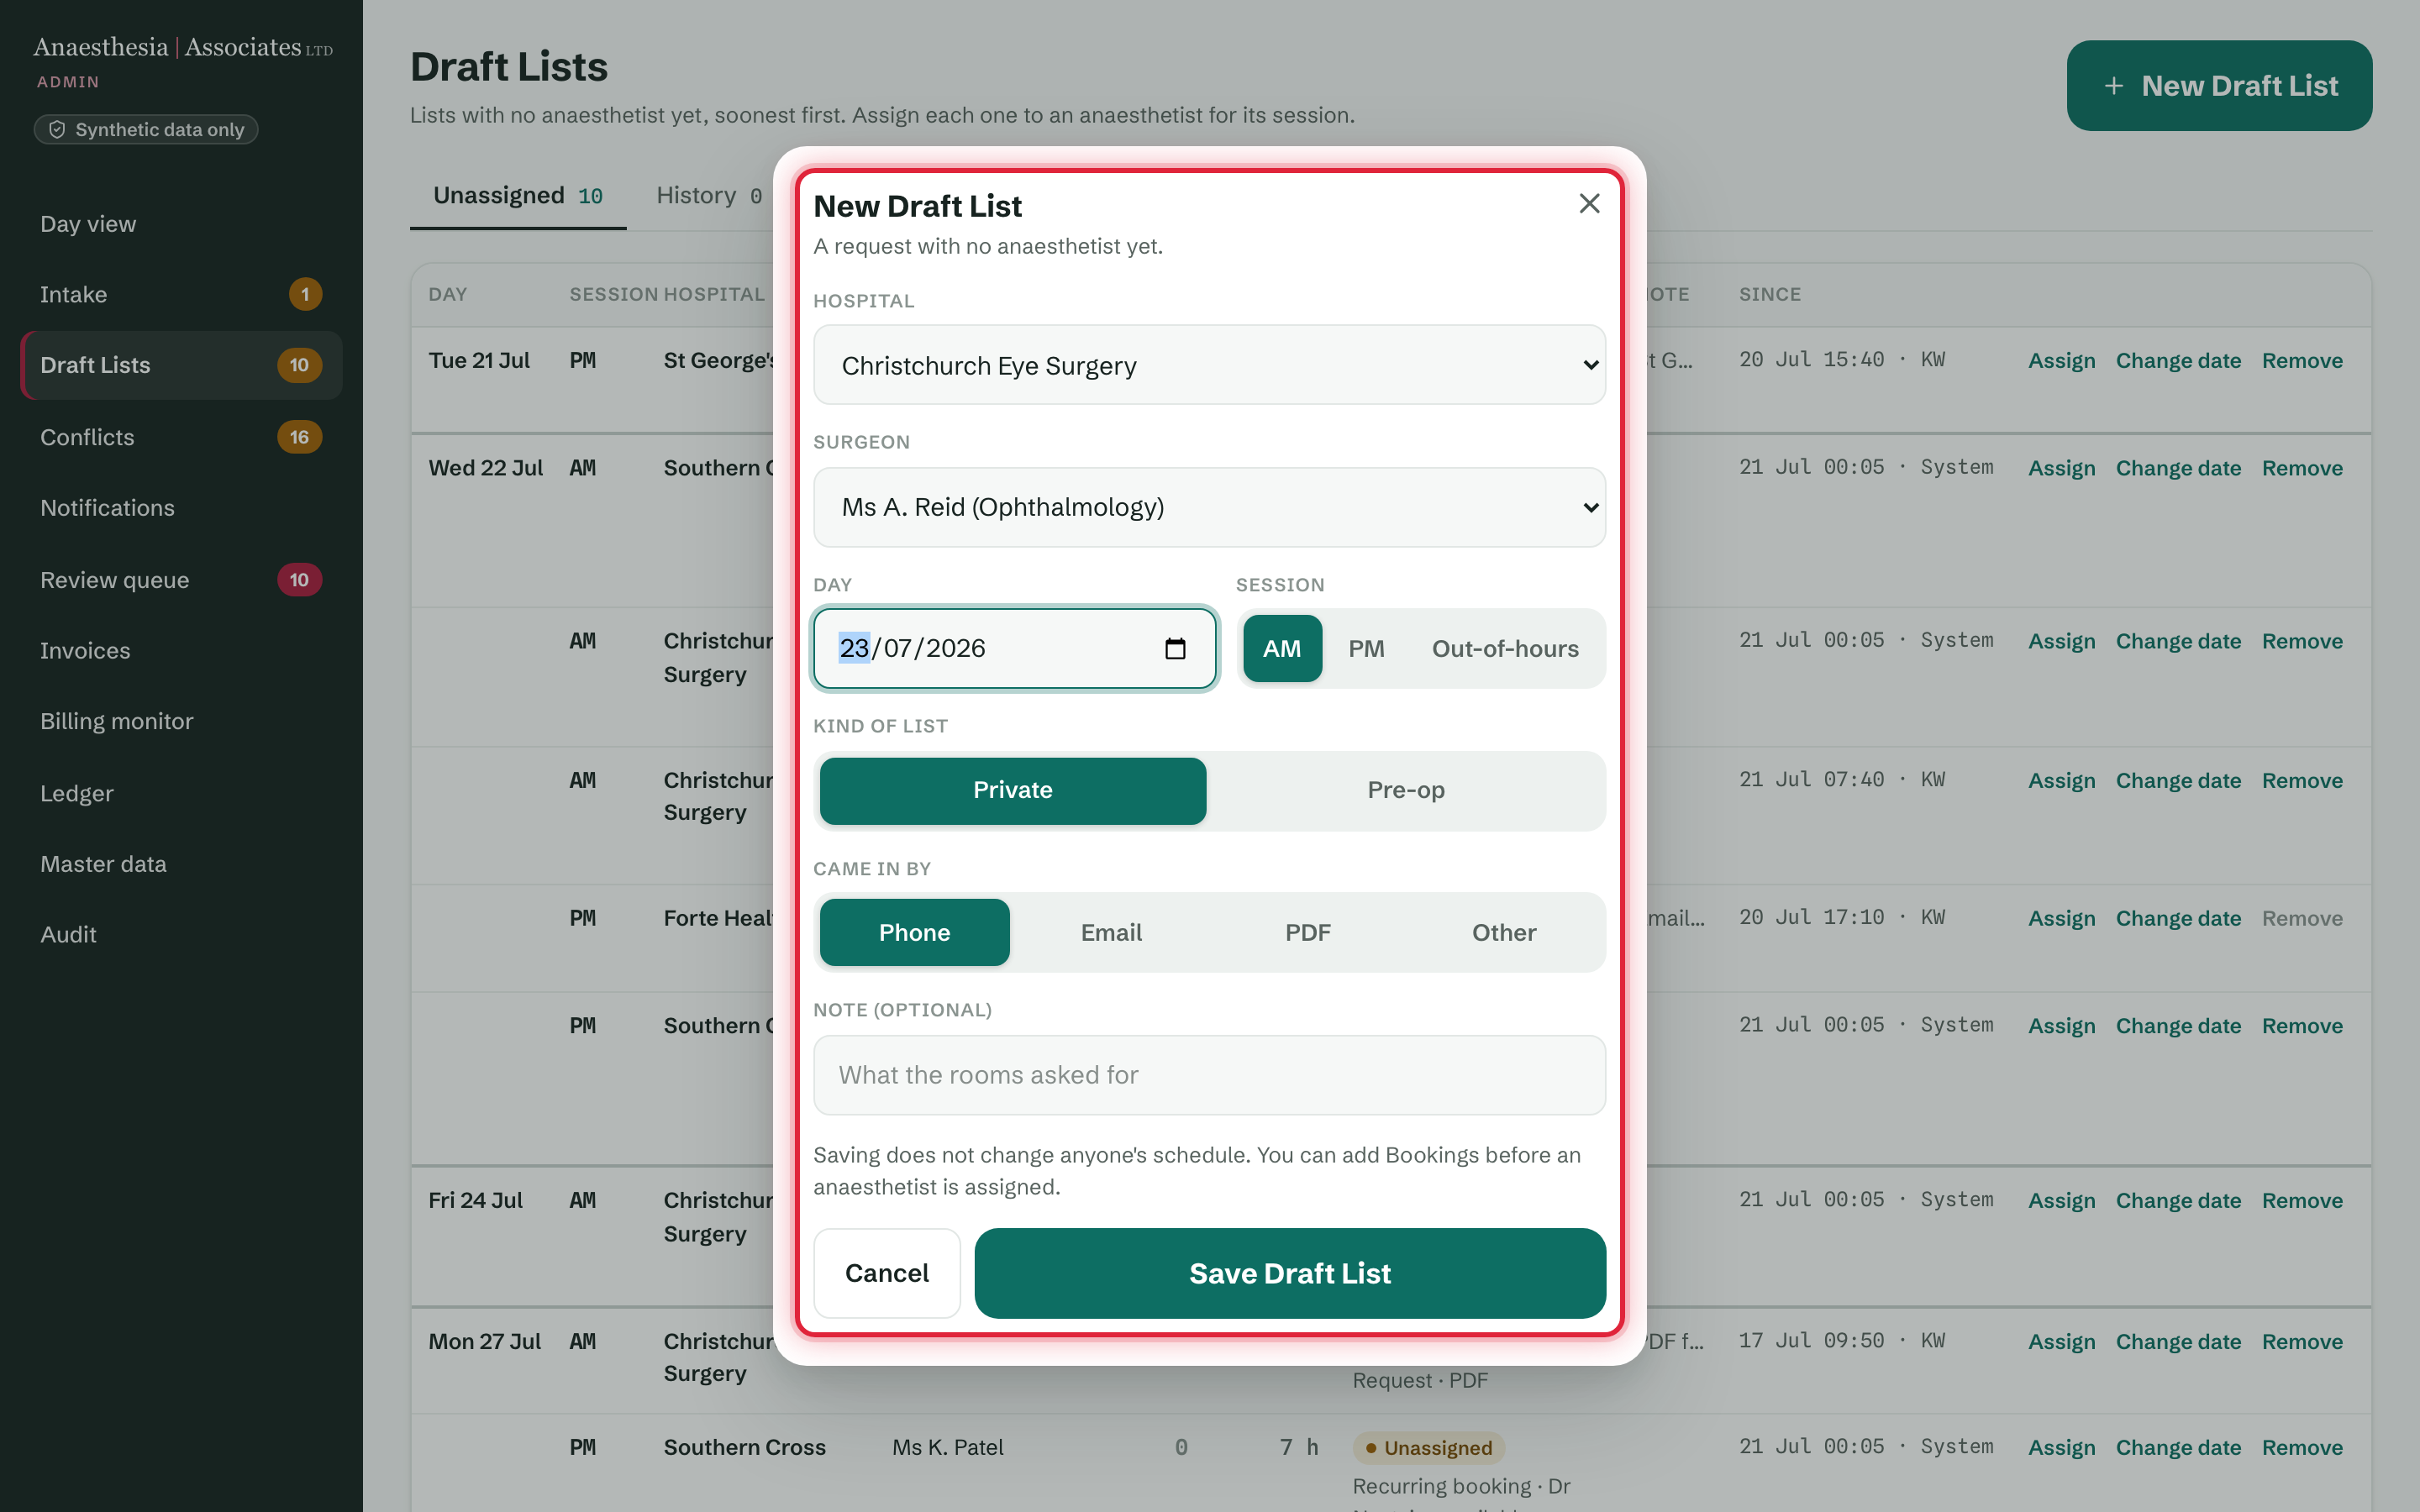 Anaesthesia | Associates LTD
ADMIN
Synthetic data only
Day view
Intake 1
Draft Lists 10
Conflicts 16
Notifications
Review queue 10
Invoices
Billing monitor
Ledger
Master data
Audit
Draft Lists
Lists with no anaesthetist yet, soonest first. Assign each one to an anaesthetist for its session.
+ New Draft List
Unassigned 10 History 0
DAY SESSION HOSPITAL SINCE
Tue 21 Jul PM St George's 20 Jul 15:40 · KW Assign Change date Remove
Wed 22 Jul AM Southern 21 Jul 00:05 · System Assign Change date Remove
AM 21 Jul 00:05 · System Assign Change date Remove
Surgery
AM 21 Jul 07:40 · KW Assign Change date Remove
Surgery
PM Forte 20 Jul 17:10 · KW Assign Change date Remove
PM Southern 21 Jul 00:05 · System Assign Change date Remove
Fri 24 Jul AM 21 Jul 00:05 · System Assign Change date Remove
Surgery
Mon 27 Jul AM 17 Jul 09:50 · KW Assign Change date Remove
Surgery
Request · PDF
PM Southern Cross Ms K. Patel 0 7 h Unassigned 21 Jul 00:05 · System Assign Change date Remove
Recurring booking · Dr
New Draft List
A request with no anaesthetist yet.
HOSPITAL
Christchurch Eye Surgery
SURGEON
Ms A. Reid (Ophthalmology)
DAY SESSION
23/07/2026 AM PM Out-of-hours
KIND OF LIST
Private Pre-op
CAME IN BY
Phone Email PDF Other
NOTE (OPTIONAL)
What the rooms asked for
Saving does not change anyone's schedule. You can add Bookings before an
anaesthetist is assigned.
Cancel Save Draft List